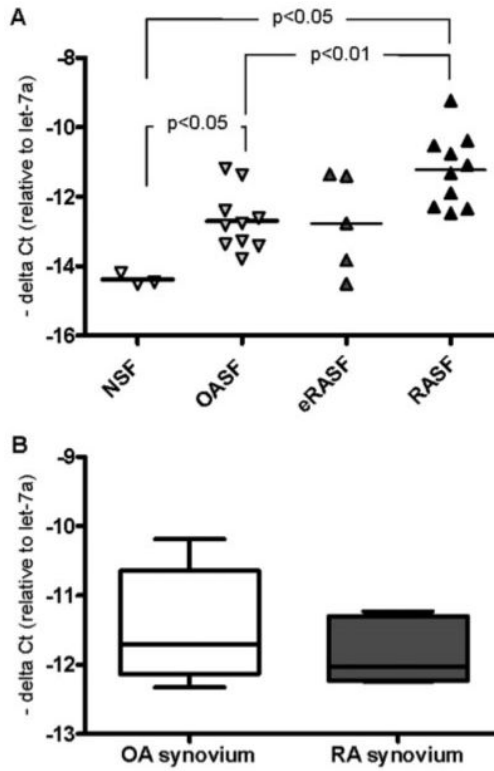 A
p<0.05
p<0.01
p<0.05
- delta Ct (relative to let-7a)
-8
-10
-12
-14
-16
NSF
OASF
eRASF
RASF
B
- delta Ct (relative to let-7a)
-9
-10
-11
-12
-13
OA synovium
RA synovium